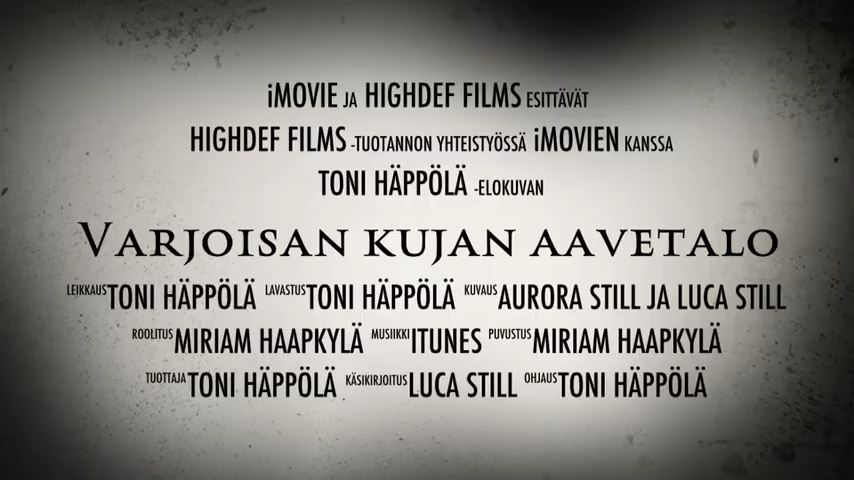 iMOVIE JA HIGHDEF FILMS ESITTÄVÄT
HIGHDEF FILMS -TUOTANNON YHTEISTYÖSSÄ iMOVIEN KANSSA
TONI HÄPPÖLÄ -ELOKUVAN
VARJOISAN KUJAN AAVETALO
LEIKKAUS TONI HÄPPÖLÄ LAVASTUS TONI HÄPPÖLÄ KUVAUS AURORA STILL JA LUCA STILL
ROOLITUS MIRIAM HAAPKYLÄ MUSIIKKI ITUNES PUVUSTUS MIRIAM HAAPKYLÄ
TUOTTAJA TONI HÄPPÖLÄ KÄSIKIRJOITUS LUCA STILL OHJAUS TONI HÄPPÖLÄ